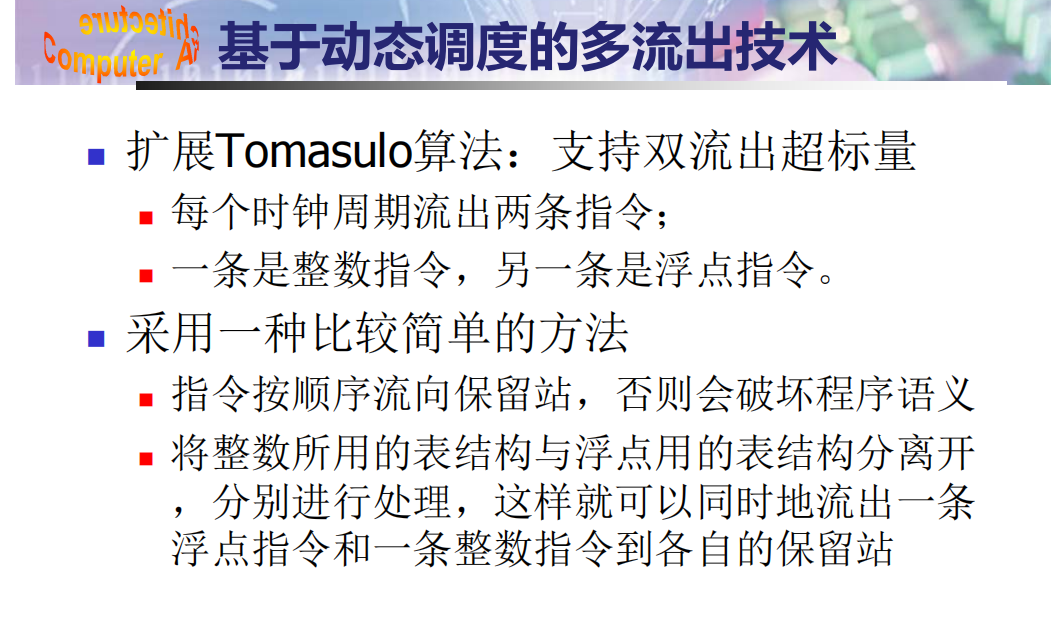 Computer Architecture
基于动态调度的多流出技术
扩展Tomasulo算法：支持双流出超标量
每个时钟周期流出两条指令；
一条是整数指令，另一条是浮点指令。
采用一种比较简单的方法
指令按顺序流向保留站，否则会破坏程序语义
将整数所用的表结构与浮点用的表结构分离开
，分别进行处理，这样就可以同时地流出一条
浮点指令和一条整数指令到各自的保留站